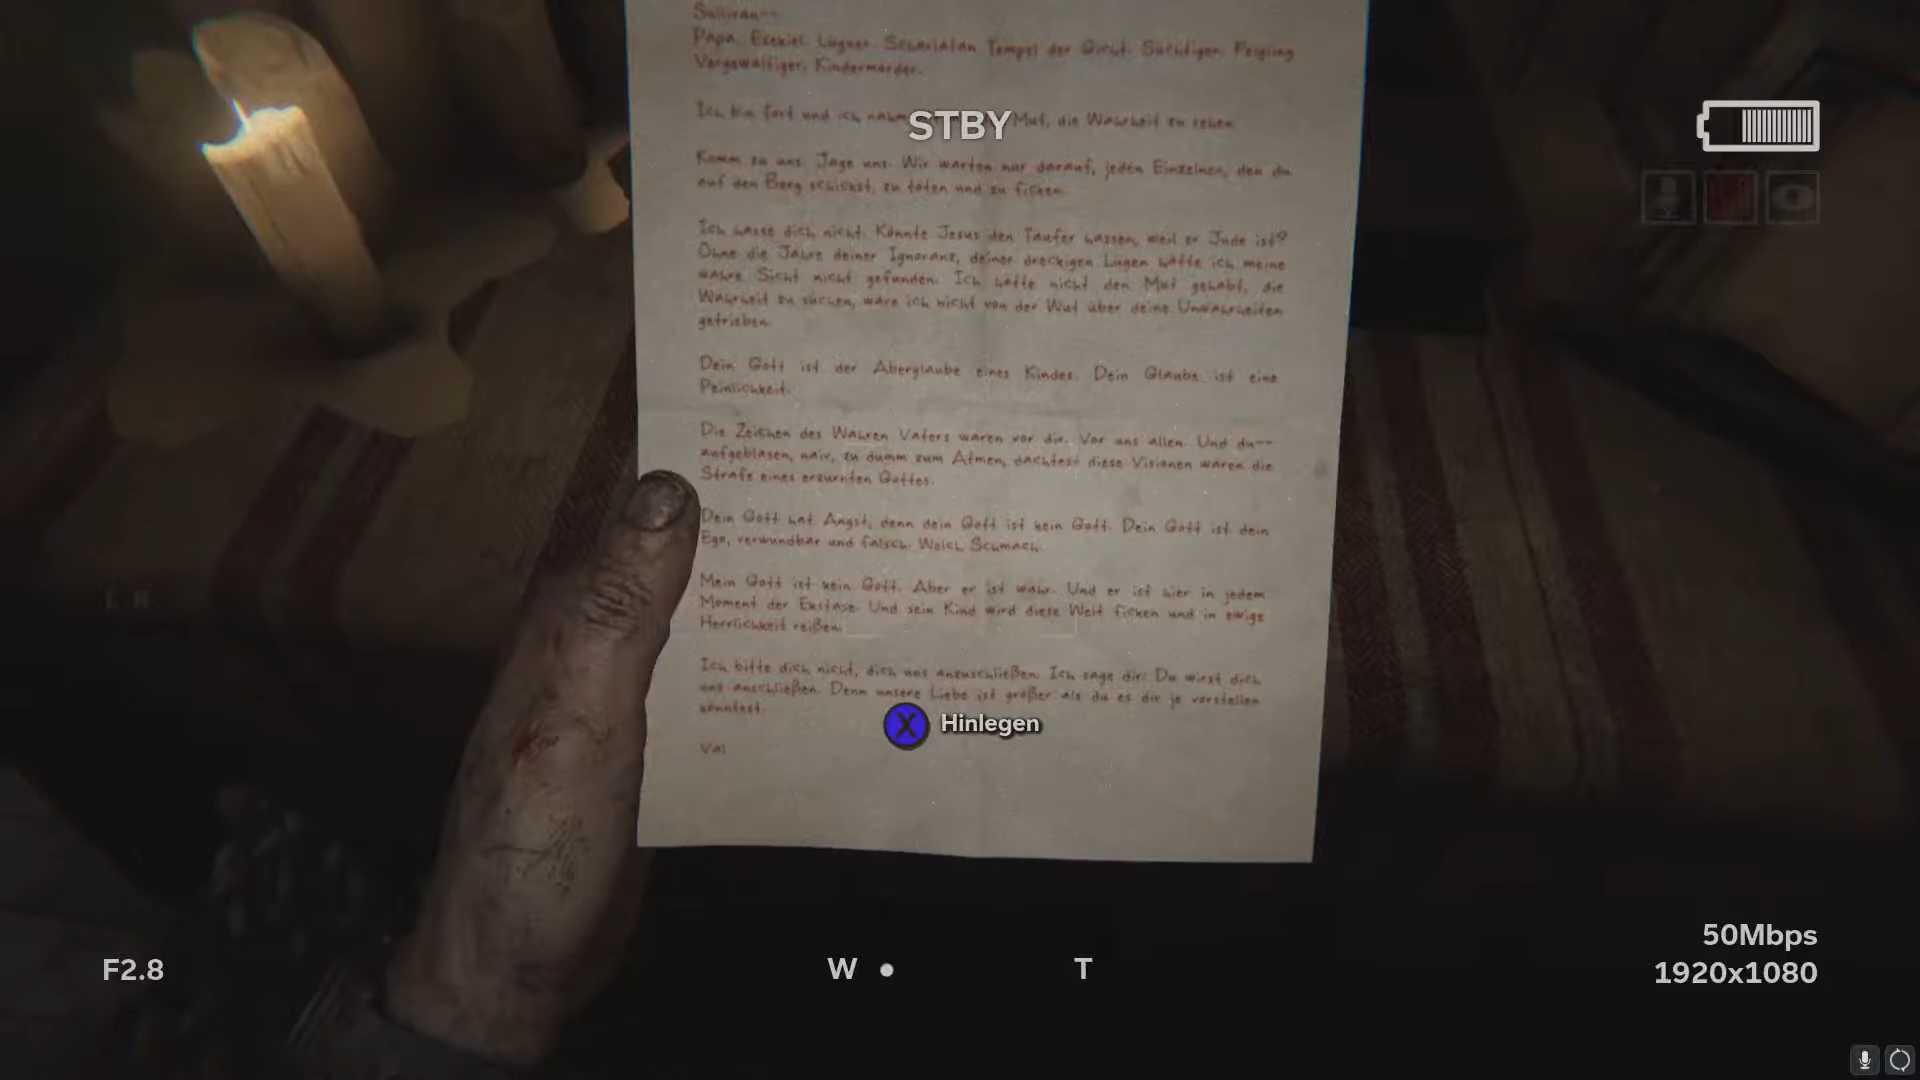 Sullivan--
Papa. Ezekiel. Lügner. Scharlatan. Tempel der Gicht. Süchtiger. Feigling
Vergewaltiger. Kindermörder.
Ich bin fort und ich nahm Mut, die Wahrheit zu sehen
STBY
Komm zu uns. Jage uns. Wir warten nur darauf, jeden Einzelnen, den du
auf den Berg schickst, zu töten und zu ficken.
Ich hasse dich nicht. Könnte Jesus den Täufer hassen, weil er Jude ist?
Ohne die Jahre deiner Ignoranz, deiner dreckigen Lügen hätte ich meine
wahre Sicht nicht gefunden. Ich hätte nicht den Mut gehabt, die
Wahrheit zu suchen, wäre ich nicht von der Wut über deine Unwahrheiten
getrieben.
Dein Gott ist der Aberglaube eines Kindes. Dein Glaube ist eine
Peinlichkeit.
Die Zeichen des Wahren Vaters waren vor dir. Vor uns allen. Und du--
aufgeblasen, naiv, zu dumm zum Atmen, dachtest diese Visionen wären die
Strafe eines erzürnten Gottes.
Dein Gott hat Angst, denn dein Gott ist kein Gott. Dein Gott ist dein
Ego, verwundbar und falsch. Welch Schmach.
Mein Gott ist kein Gott. Aber er ist wahr. Und er ist hier in jedem
Moment der Ekstase. Und sein Kind wird diese Welt ficken und in ewige
Herrlichkeit reißen.
Ich bitte dich nicht, dich uns anzuschließen. Ich sage dir: Du wirst dich
uns anschließen. Denn unsere Liebe ist größer als du es dir je vorstellen
könntest.
X Hinlegen
Val
50Mbps
F2.8
W T
1920x1080